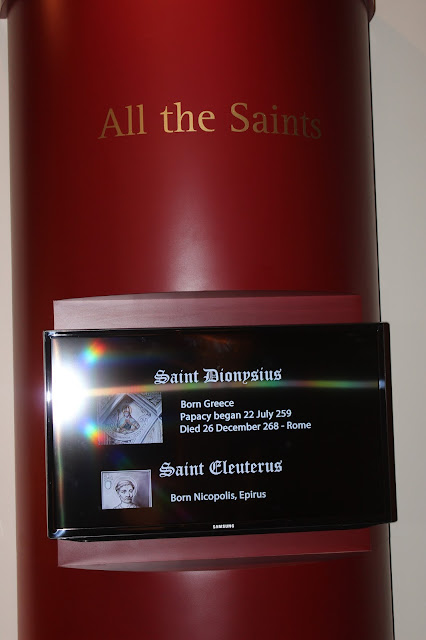 All the Saints
Saint Dionysius
Born Greece
Papacy began 22 July 259
Died 26 December 268 - Rome
Saint Eleuterus
Born Nicopolis, Epirus
SAMSUNG